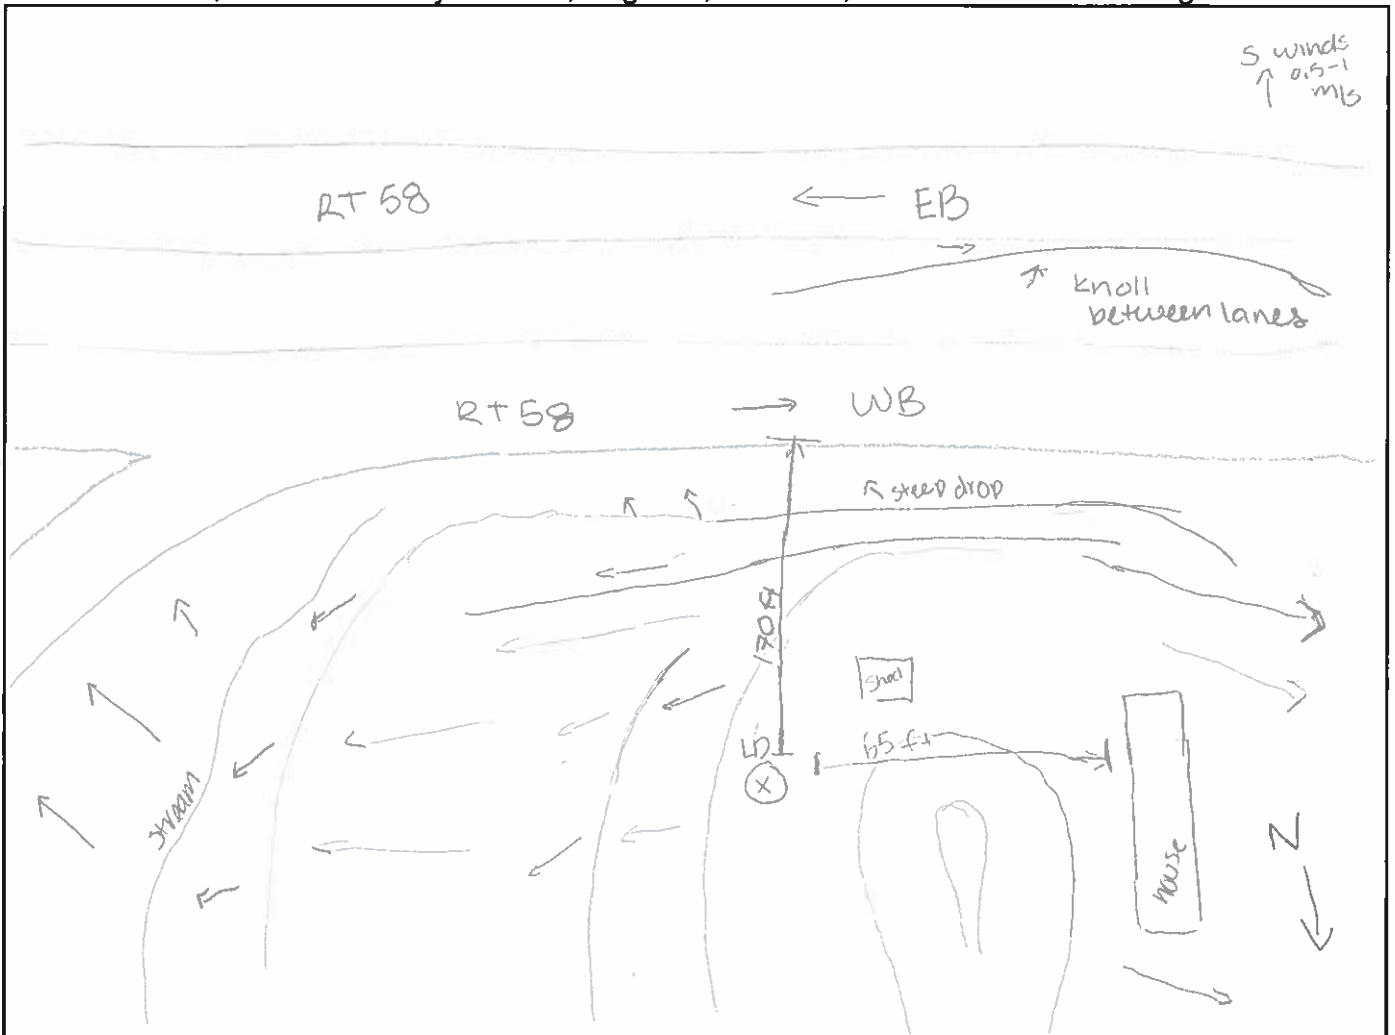 S winds
0.5-1
m/s
RT 58
EB
knoll
between lanes
RT 58
WB
steep drop
170 ft
shed
LD
65 ft
X
stream
house
N